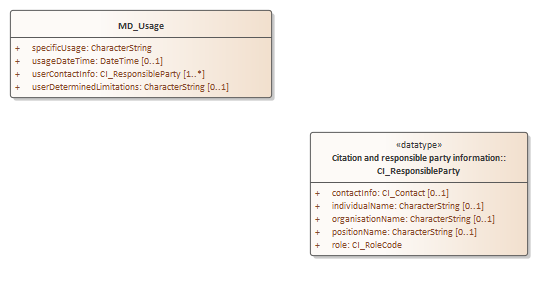 MD_Usage
+ specificUsage: CharacterString
+ usageDateTime: DateTime [0..1]
+ userContactInfo: CI_ResponsibleParty [1..*]
+ userDeterminedLimitations: CharacterString [0..1]
«datatype»
Citation and responsible party information::
CI_ResponsibleParty
+ contactInfo: CI_Contact [0..1]
+ individualName: CharacterString [0..1]
+ organisationName: CharacterString [0..1]
+ positionName: CharacterString [0..1]
+ role: CI_RoleCode